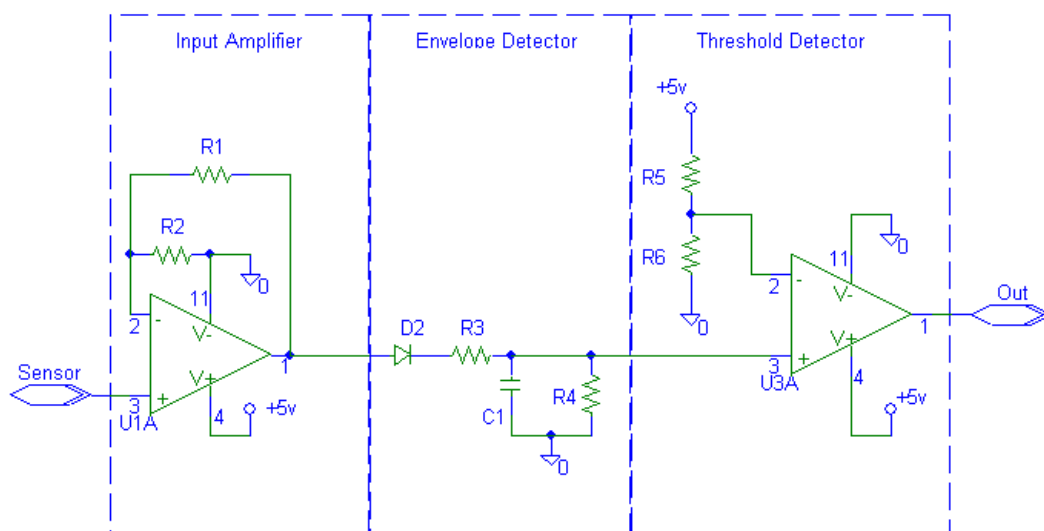 Input Amplifier
Envelope Detector
Threshold Detector
+5v
R1
R5
R2
R6
11
0
11
0
2
-
V-
2
-
V-
0
Out
D2
R3
1
V+
1
Sensor
V+
3
+
3
+
U3A
4
R4
U1A
4
+5v
C1
+5v
0